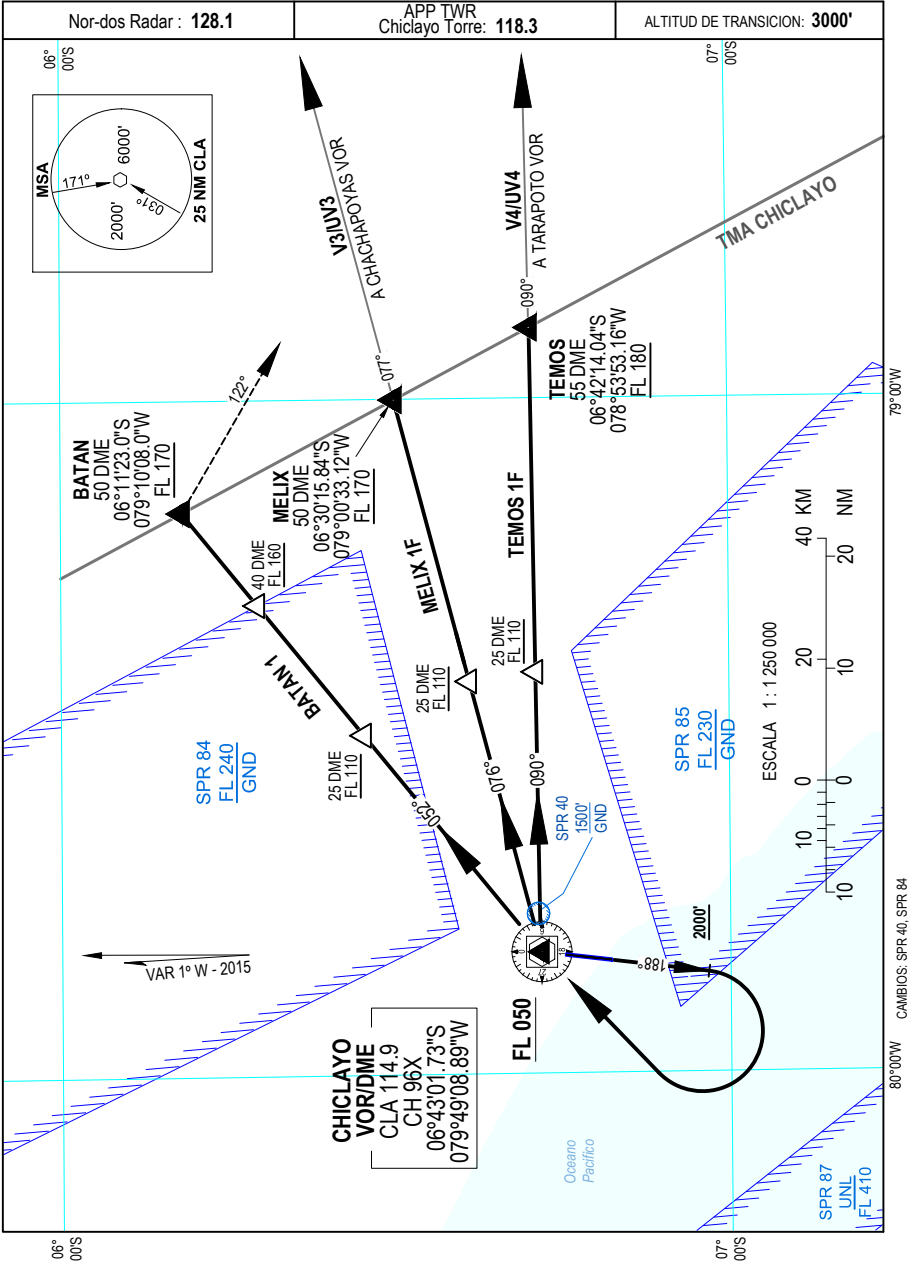 Nor-dos Radar : 128.1
APP TWR
Chiclayo Torre: 118.3
ALTITUD DE TRANSICION: 3000'
06°
00'S
07°
00'S
MSA
171°
6000'
2000'
031°
25 NM CLA
V3/UV3
A CHACHAPOYAS VOR
V4/UV4
A TARAPOTO VOR
TMA CHICLAYO
BATAN
50 DME
06°11'23.0"S
079°10'08.0"W
FL 170
122°
077°
090°
MELIX
50 DME
06°30'15.84"S
079°00'33.12"W
FL 170
TEMOS
55 DME
06°42'14.04"S
078°53'53.16"W
FL 180
79°00'W
40 DME
FL 160
BATAN 1
MELIX 1F
TEMOS 1F
25 DME
FL 110
25 DME
FL 110
25 DME
FL 110
SPR 84
FL 240
GND
SPR 85
FL 230
GND
ESCALA 1 : 1 250 000
10 0 10 20 40 KM
10 0 10 20 NM
052°
076°
090°
SPR 40
1500'
GND
VAR 1° W - 2015
0
9
18
27
188°
2000'
FL 050
CHICLAYO
VOR/DME
CLA 114.9
CH 96X
06°43'01.73"S
079°49'08.89"W
Oceano
Pacifico
SPR 87
UNL
FL 410
80°00'W
CAMBIOS: SPR 40, SPR 84
06°
00'S
07°
00'S